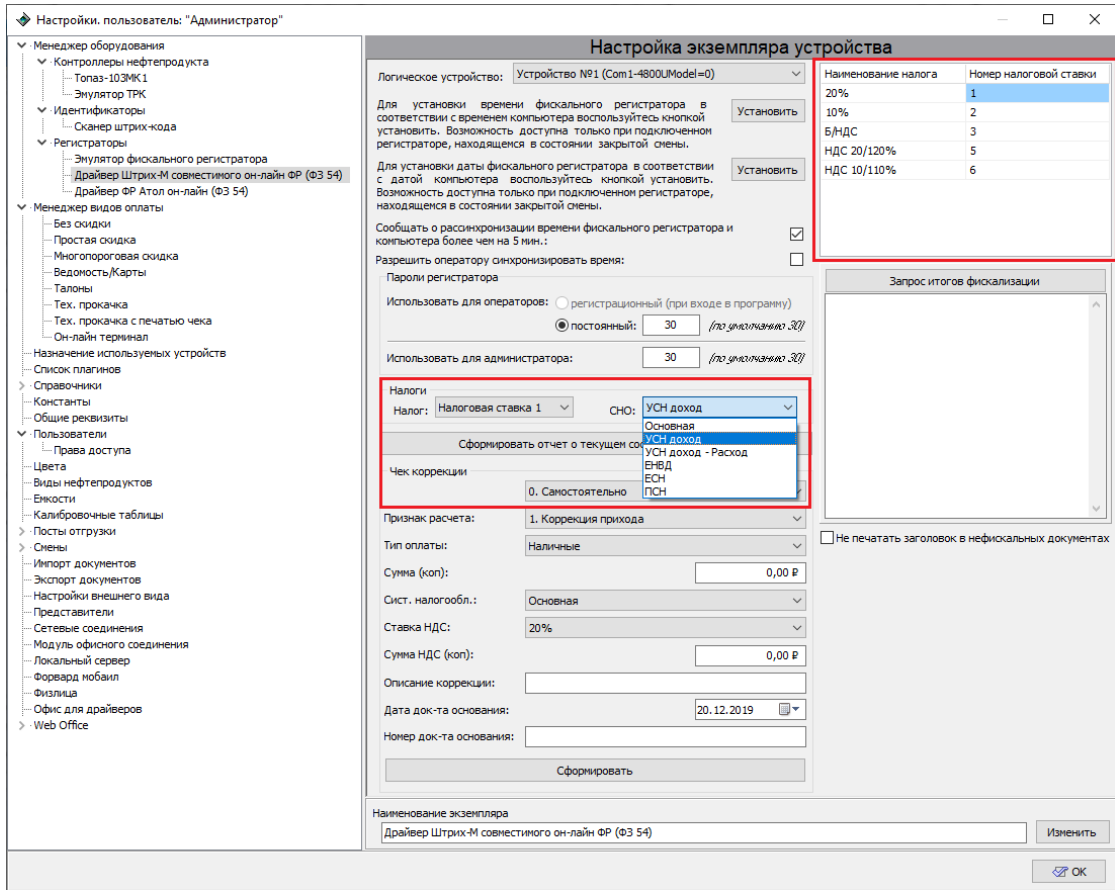 Настройки. пользователь: "Администратор"
Менеджер оборудования
Контроллеры нефтепродукта
Топаз-103МК1
Эмулятор ТРК
Идентификаторы
Сканер штрих-кода
Регистраторы
Эмулятор фискального регистратора
Драйвер Штрих-М совместимого он-лайн ФР (ФЗ 54)
Драйвер ФР Атол он-лайн (ФЗ 54)
Менеджер видов оплаты
Без скидки
Простая скидка
Многопороговая скидка
Ведомость/Карты
Талоны
Тех. прокачка
Тех. прокачка с печатью чека
Он-лайн терминал
Назначение используемых устройств
Список плагинов
Справочники
Константы
Общие реквизиты
Пользователи
Права доступа
Цвета
Виды нефтепродуктов
Емкости
Калибровочные таблицы
Посты отгрузки
Смены
Импорт документов
Экспорт документов
Настройки внешнего вида
Представители
Сетевые соединения
Модуль офисного соединения
Локальный сервер
Форвард мобаил
Физлица
Офис для драйверов
Web Office
Настройка экземпляра устройства
Логическое устройство: Устройство №1 (Com1-4800UModel=0)
Для установки времени фискального регистратора в
соответствии с временем компьютера воспользуйтесь кнопкой
установить. Возможность доступна только при подключенном
регистраторе, находящемся в состоянии закрытой смены.
Установить
Для установки даты фискального регистратора в соответствии
с датой компьютера воспользуйтесь кнопкой установить.
Возможность доступна только при подключенном регистраторе,
находящемся в состоянии закрытой смены.
Установить
Сообщать о рассинхронизации времени фискального регистратора и
компьютера более чем на 5 мин.:
Разрешить оператору синхронизировать время:
Пароли регистратора
Использовать для операторов: регистрационный (при входе в программу)
постоянный: 30 (по умолчанию 30)
Использовать для администратора: 30 (по умолчанию 30)
Налоги
Налог: Налоговая ставка 1 СНО: УСН доход
Основная
УСН доход
УСН доход - Расход
ЕНВД
ЕСН
ПСН
Сформировать отчет о текущем
Чек коррекции
0. Самостоятельно
Признак расчета: 1. Коррекция прихода
Тип оплаты: Наличные
Сумма (коп): 0,00 ₽
Сист. налогообл.: Основная
Ставка НДС: 20%
Сумма НДС (коп): 0,00 ₽
Описание коррекции:
Дата док-та основания: 20.12.2019
Номер док-та основания:
Сформировать
Наименование налога Номер налоговой ставки
20% 1
10% 2
Б/НДС 3
НДС 20/120% 5
НДС 10/110% 6
Запрос итогов фискализации
Не печатать заголовок в нефискальных документах
Наименование экземпляра
Драйвер Штрих-М совместимого он-лайн ФР (ФЗ 54) Изменить
OK